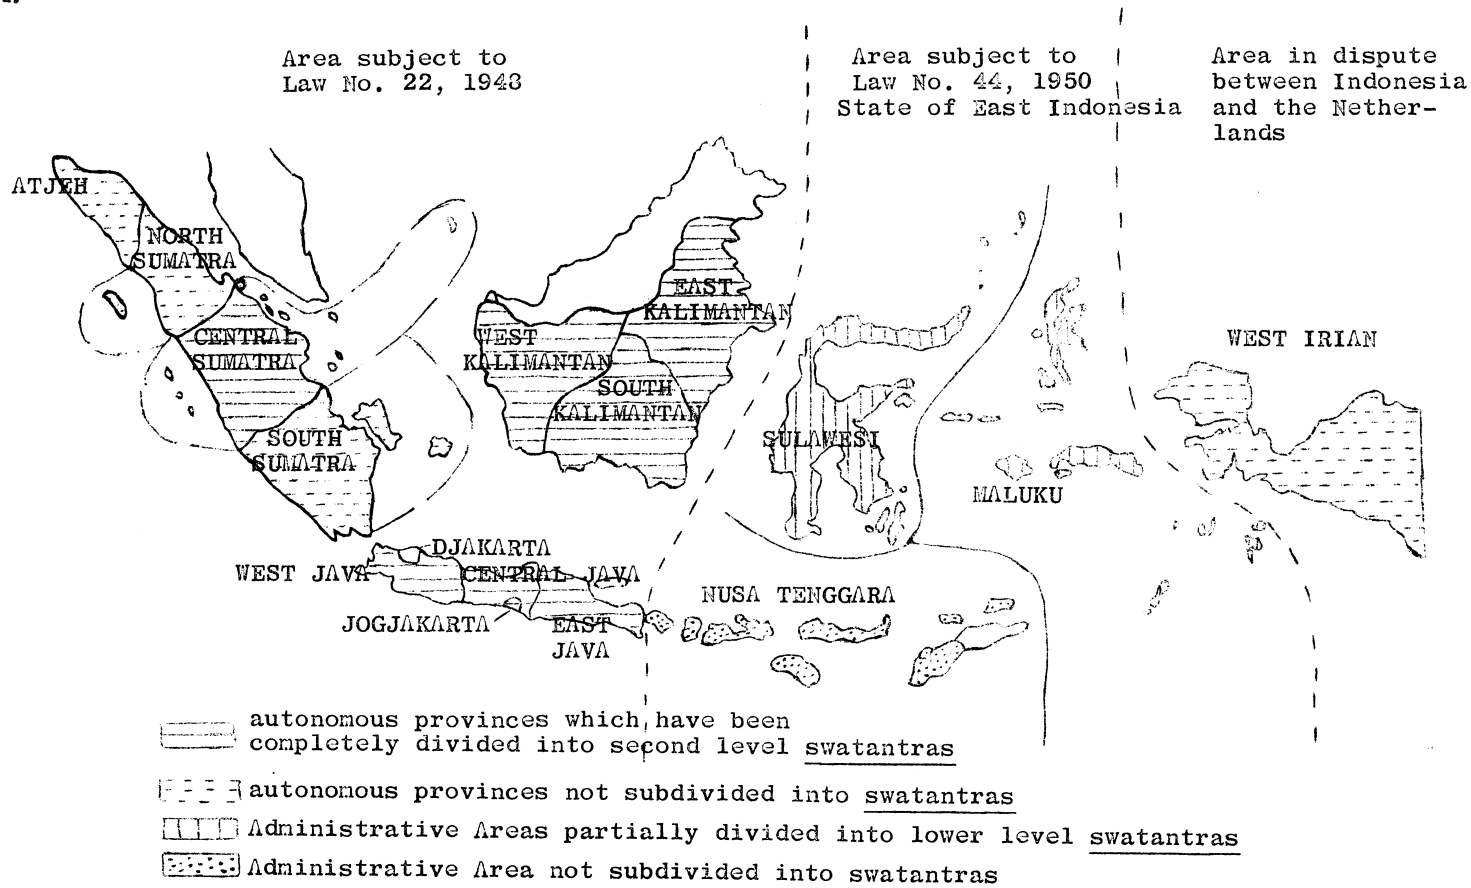 Area subject to
Law No. 22, 1948
Area subject to
Law No. 44, 1950
State of East Indonesia
Area in dispute
between Indonesia
and the Nether-
lands
ATJEH
NORTH
SUMATRA
CENTRAL
SUMATRA
SOUTH
SUMATRA
WEST
KALIMANTAN
EAST
KALIMANTAN
SOUTH
KALIMANTAN
SULAWESI
MALUKU
WEST IRIAN
DJAKARTA
WEST JAVA
CENTRAL JAVA
JOGJAKARTA
EAST
JAVA
NUSA TENGGARA
autonomous provinces which have been
completely divided into second level swatantras
autonomous provinces not subdivided into swatantras
Administrative Areas partially divided into lower level swatantras
Administrative Area not subdivided into swatantras